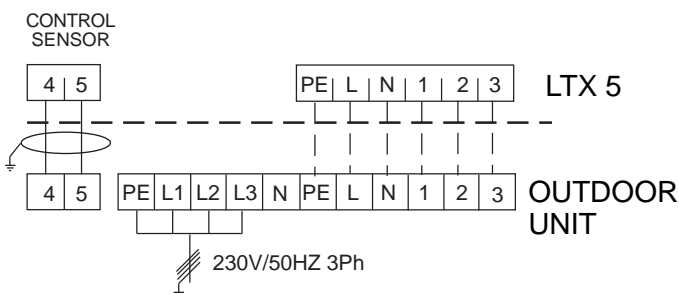 CONTROL
SENSOR
4 5
PE L N 1 2 3
LTX 5
4 5
PE L1 L2 L3 N PE L N 1 2 3
OUTDOOR
UNIT
230V/50HZ 3Ph